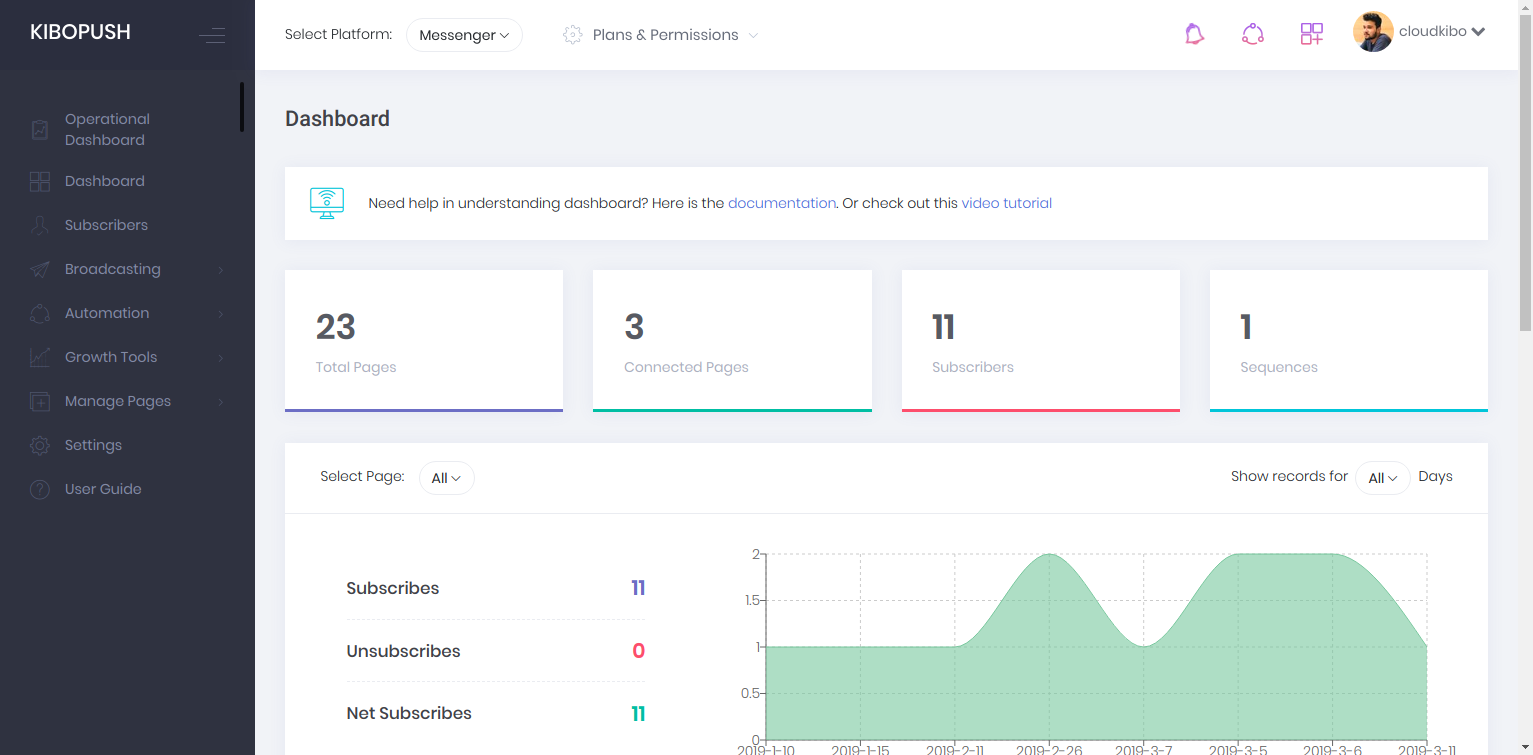 KIBOPUSH
Select Platform: Messenger
Plans & Permissions
cloudkibo
Operational
Dashboard
Dashboard
Subscribers
Broadcasting
Automation
Growth Tools
Manage Pages
Settings
User Guide
Dashboard
Need help in understanding dashboard? Here is the documentation. Or check out this video tutorial
23
Total Pages
3
Connected Pages
11
Subscribers
1
Sequences
Select Page: All
Show records for All Days
Subscribes 11
Unsubscribes 0
Net Subscribes 11
2
1.5
1
0.5
0
2019-1-10 2019-1-15 2019-2-11 2019-2-26 2019-3-7 2019-3-5 2019-3-6 2019-3-11